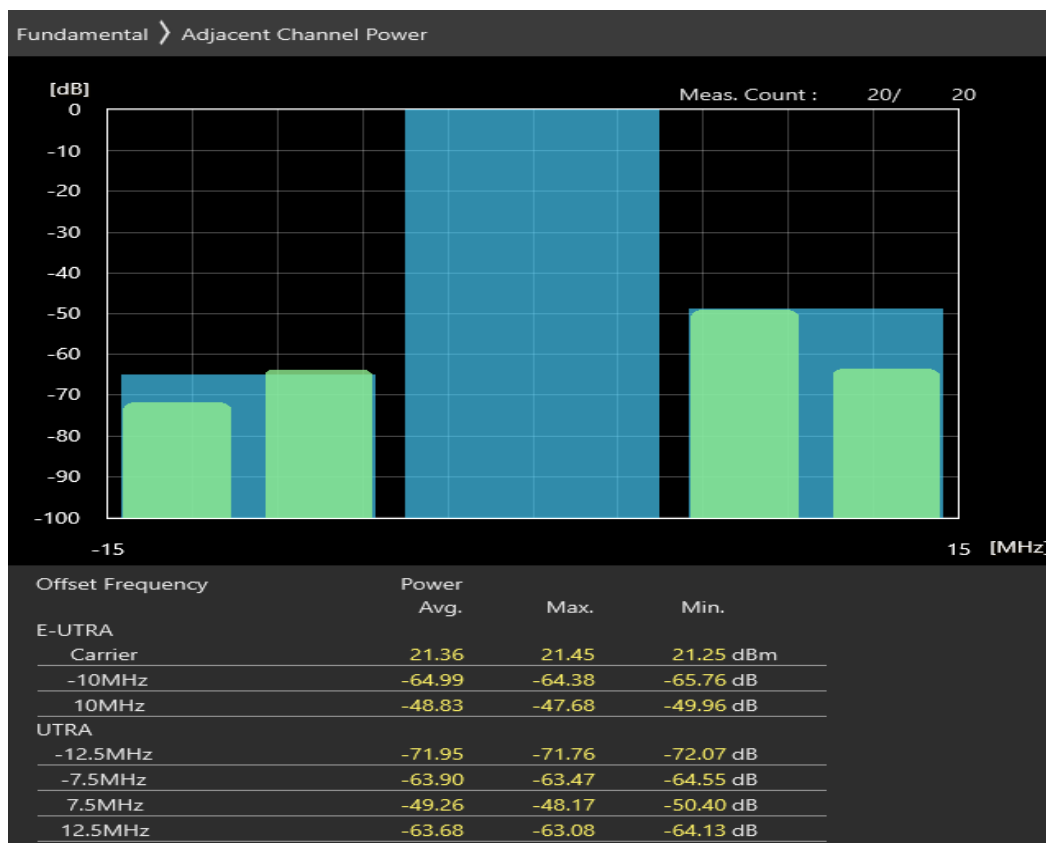 Fundamental ❯ Adjacent Channel Power
[dB]
Meas. Count : 20/ 20
0
-10
-20
-30
-40
-50
-60
-70
-80
-90
-100
-15 15 [MHz]
Offset Frequency Power
Avg. Max. Min.
E-UTRA
Carrier 21.36 21.45 21.25 dBm
-10MHz -64.99 -64.38 -65.76 dB
10MHz -48.83 -47.68 -49.96 dB
UTRA
-12.5MHz -71.95 -71.76 -72.07 dB
-7.5MHz -63.90 -63.47 -64.55 dB
7.5MHz -49.26 -48.17 -50.40 dB
12.5MHz -63.68 -63.08 -64.13 dB